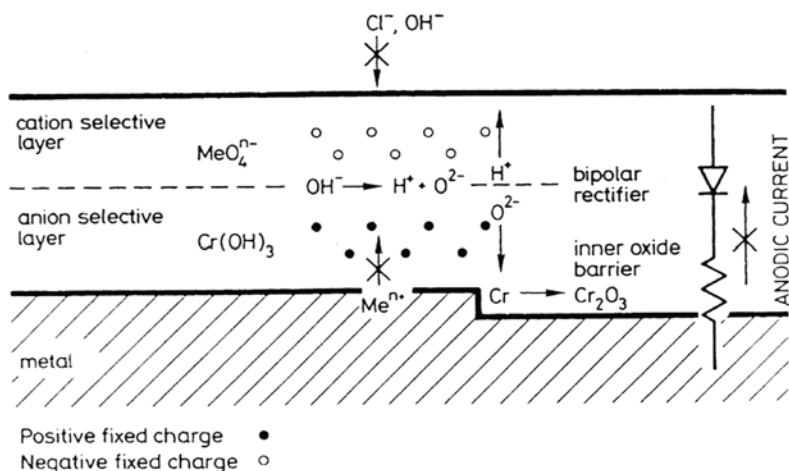 Cl⁻, OH⁻
cation selective
layer
MeO₄ⁿ⁻
OH⁻ → H⁺ + O²⁻
H⁺
bipolar
rectifier
anion selective
layer
Cr(OH)₃
O²⁻
inner oxide
barrier
Meⁿ⁺
Cr → Cr₂O₃
ANODIC CURRENT
metal
Positive fixed charge ●
Negative fixed charge ○